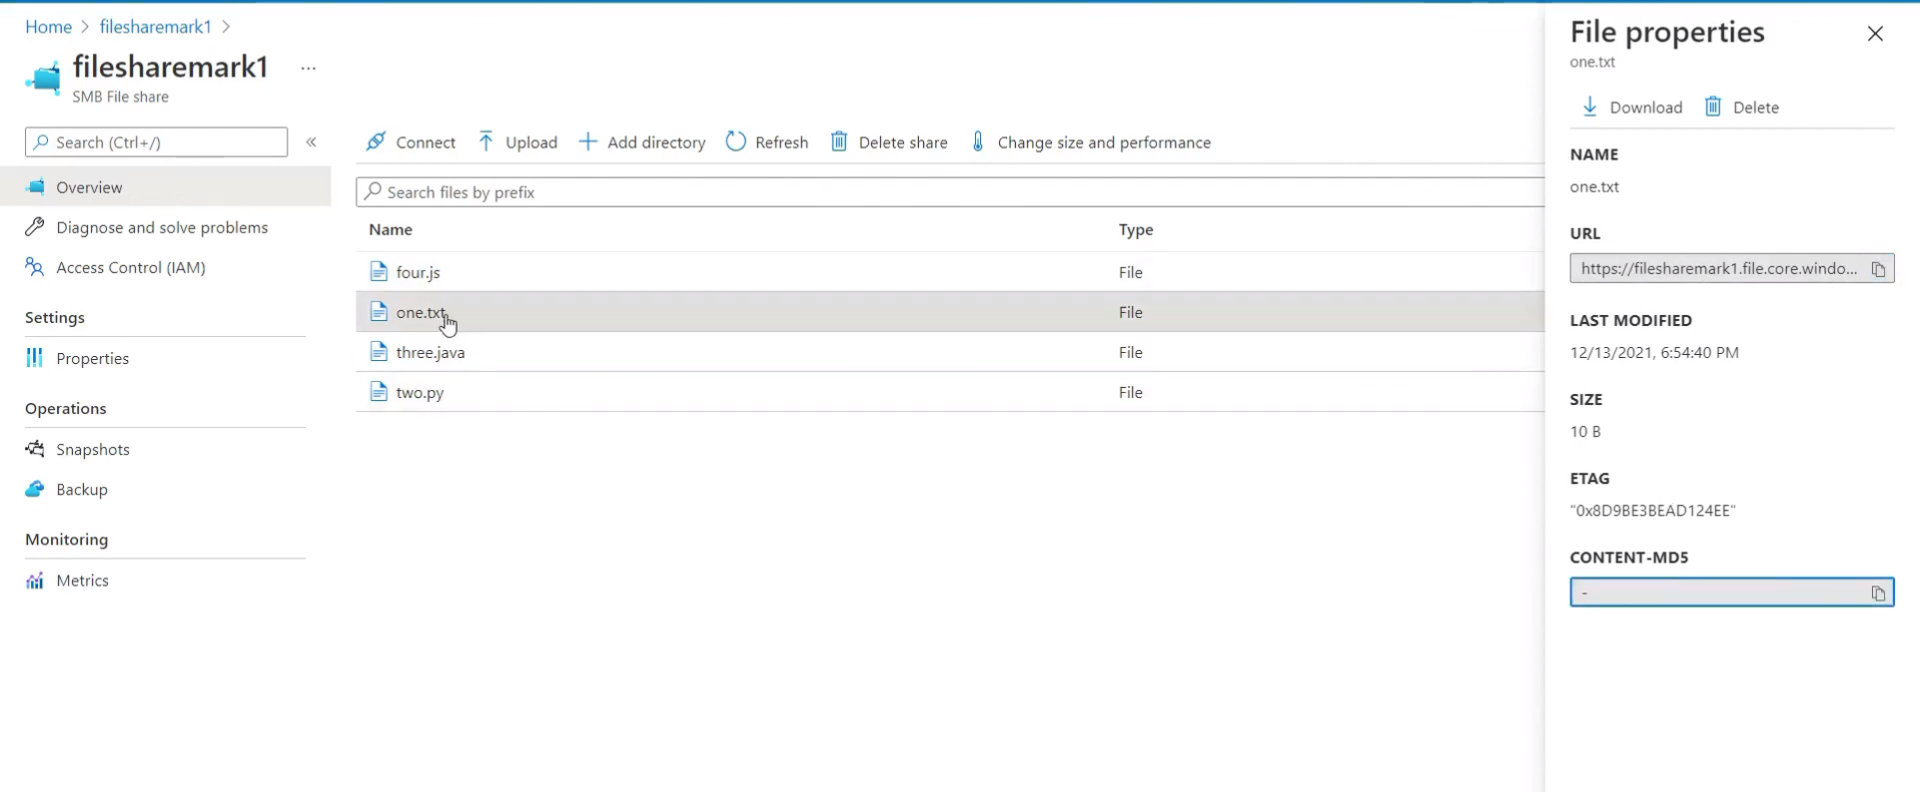 Home > filesharemark1 >
filesharemark1 ...
SMB File share
Search (Ctrl+/) «
Overview
Diagnose and solve problems
Access Control (IAM)
Settings
Properties
Operations
Snapshots
Backup
Monitoring
Metrics
Connect Upload Add directory Refresh Delete share Change size and performance
Search files by prefix
Name Type
four.js File
one.txt File
three.java File
two.py File
File properties
one.txt
Download Delete
NAME
one.txt
URL
https://filesharemark1.file.core.windo...
LAST MODIFIED
12/13/2021, 6:54:40 PM
SIZE
10 B
ETAG
"0x8D9BE3BEAD124EE"
CONTENT-MD5
-